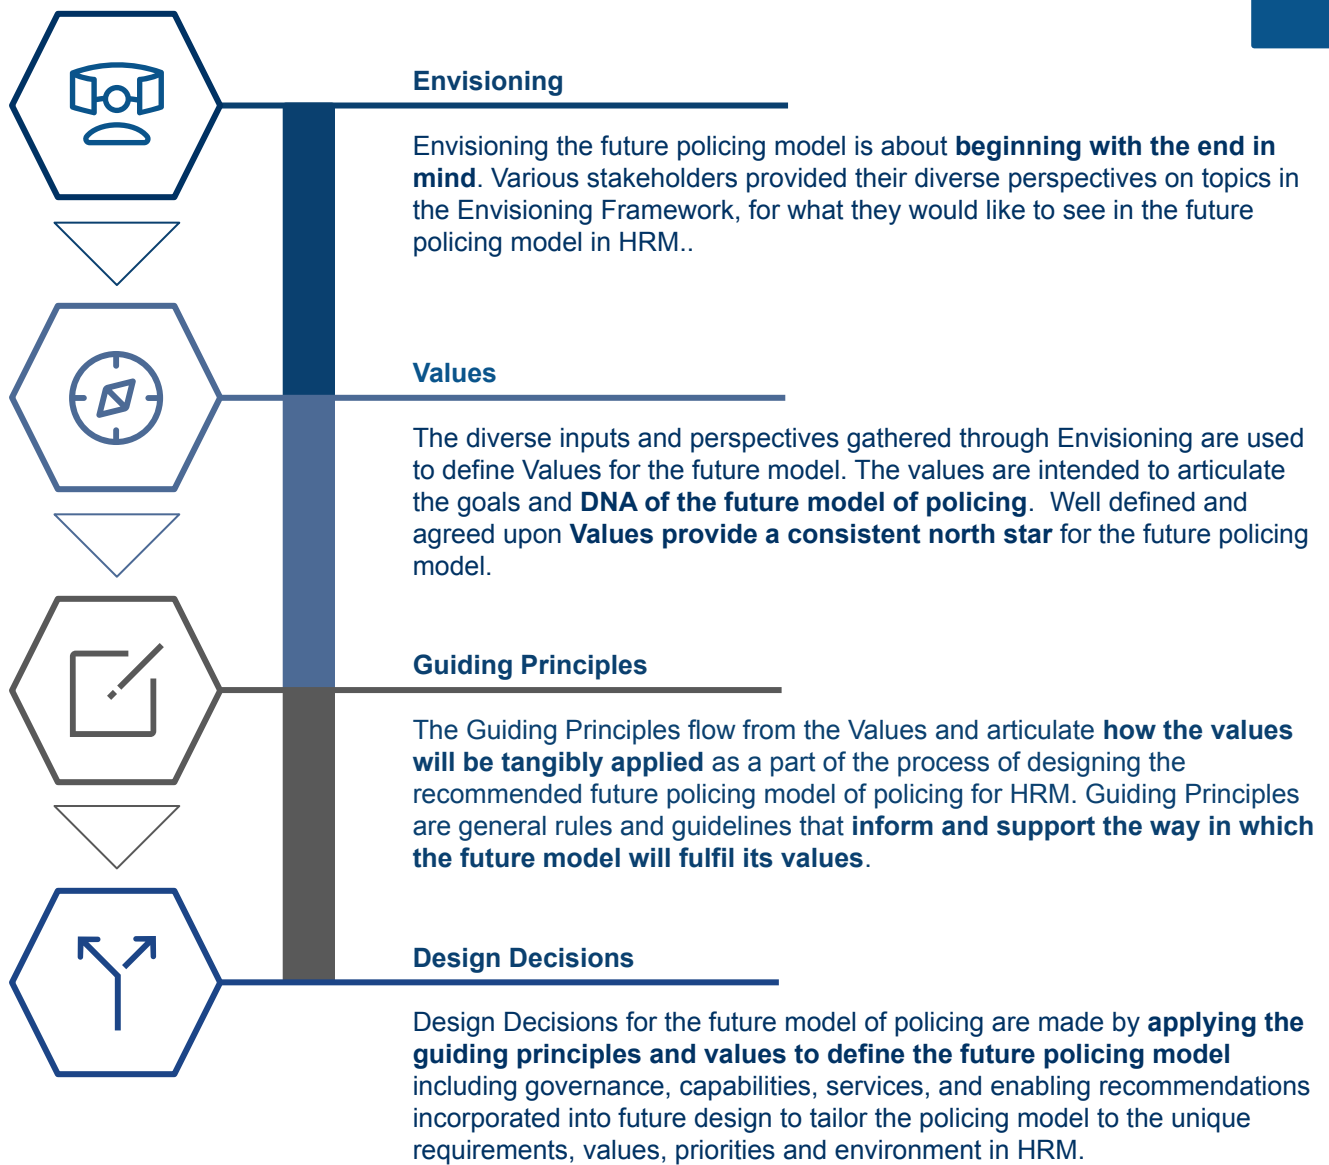 Envisioning
Envisioning the future policing model is about beginning with the end in
mind. Various stakeholders provided their diverse perspectives on topics in
the Envisioning Framework, for what they would like to see in the future
policing model in HRM..
Values
The diverse inputs and perspectives gathered through Envisioning are used
to define Values for the future model. The values are intended to articulate
the goals and DNA of the future model of policing.  Well defined and
agreed upon Values provide a consistent north star for the future policing
model.
Guiding Principles
The Guiding Principles flow from the Values and articulate how the values
will be tangibly applied as a part of the process of designing the
recommended future policing model of policing for HRM. Guiding Principles
are general rules and guidelines that inform and support the way in which
the future model will fulfil its values.
Design Decisions
Design Decisions for the future model of policing are made by applying the
guiding principles and values to define the future policing model
including governance, capabilities, services, and enabling recommendations
incorporated into future design to tailor the policing model to the unique
requirements, values, priorities and environment in HRM.